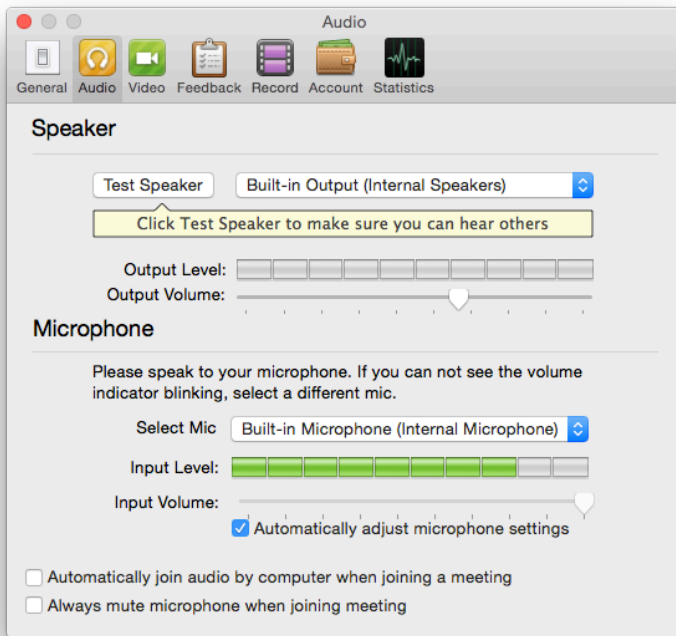 Audio
General Audio Video Feedback Record Account Statistics
Speaker
Test Speaker Built-in Output (Internal Speakers)
Click Test Speaker to make sure you can hear others
Output Level:
Output Volume:
Microphone
Please speak to your microphone. If you can not see the volume
indicator blinking, select a different mic.
Select Mic Built-in Microphone (Internal Microphone)
Input Level:
Input Volume:
Automatically adjust microphone settings
Automatically join audio by computer when joining a meeting
Always mute microphone when joining meeting